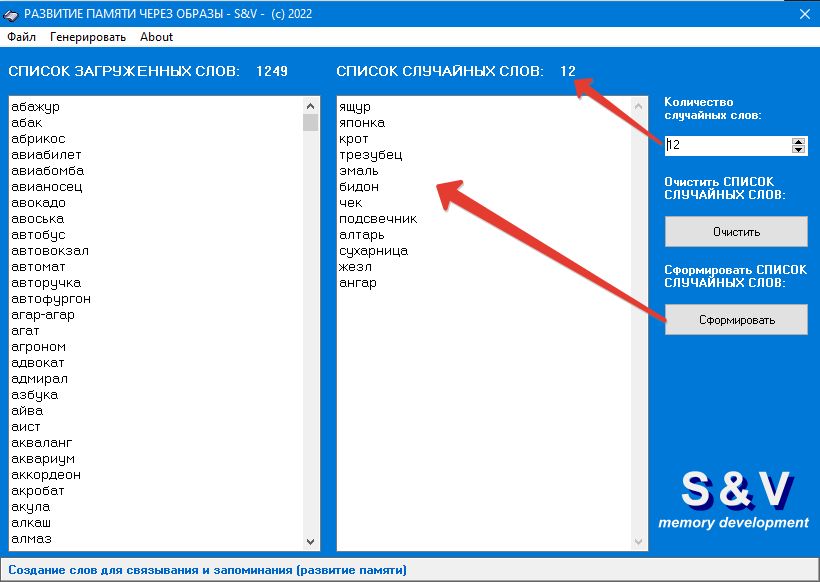 РАЗВИТИЕ ПАМЯТИ ЧЕРЕЗ ОБРАЗЫ - S&V - (c) 2022
Файл Генерировать About
СПИСОК ЗАГРУЖЕННЫХ СЛОВ: 1249
абажур
абак
абрикос
авиабилет
авиабомба
авианосец
авокадо
авоська
автобус
автовокзал
автомат
авторучка
автофургон
агар-агар
агат
агроном
адвокат
адмирал
азбука
айва
аист
акваланг
аквариум
аккордеон
акробат
акула
алкаш
алмаз
СПИСОК СЛУЧАЙНЫХ СЛОВ: 12
ящур
японка
крот
трезубец
эмаль
бидон
чек
подсвечник
алтарь
сухарница
жезл
ангар
Количество
случайных слов:
12
Очистить СПИСОК
СЛУЧАЙНЫХ СЛОВ:
Очистить
Сформировать СПИСОК
СЛУЧАЙНЫХ СЛОВ:
Сформировать
S&V
memory development
Создание слов для связывания и запоминания (развитие памяти)